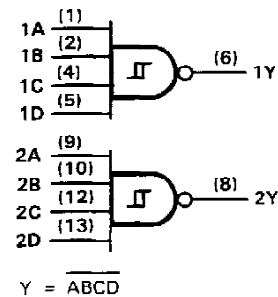 1A (1)
1B (2)
1C (4)
1D (5)
(6) 1Y
2A (9)
2B (10)
2C (12)
2D (13)
(8) 2Y
Y = A̅B̅C̅D̅